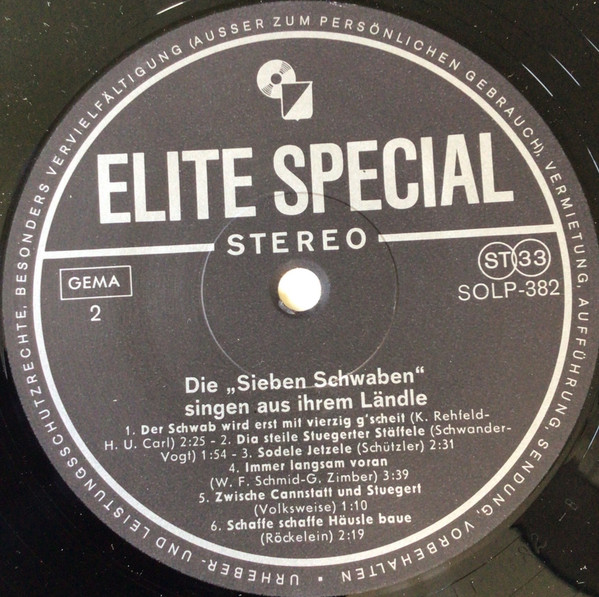 URHEBER- UND LEISTUNGSSCHUTZRECHTE, BESONDERS VERVIELFÄLTIGUNG (AUSSER ZUM PERSÖNLICHEN GEBRAUCH), VERMIETUNG, AUFFÜHRUNG, SENDUNG, VORBEHALTEN •
ELITE SPECIAL
STEREO
GEMA
2
ST 33
SOLP-382
Die „Sieben Schwaben“
singen aus ihrem Ländle
1. Der Schwab wird erst mit vierzig g'scheit (K. Rehfeld-
H. U. Carl) 2:25 - 2. Dia steile Stuegerter Stäffele (Schwander-
Vogt) 1:54 - 3. Sodele Jetzele (Schützler) 2:31
4. Immer langsam voran
(W. F. Schmid-G. Zimber) 3:39
5. Zwische Cannstatt und Stuegert
(Volksweise) 1:10
6. Schaffe schaffe Häusle baue
(Röckelein) 2:19